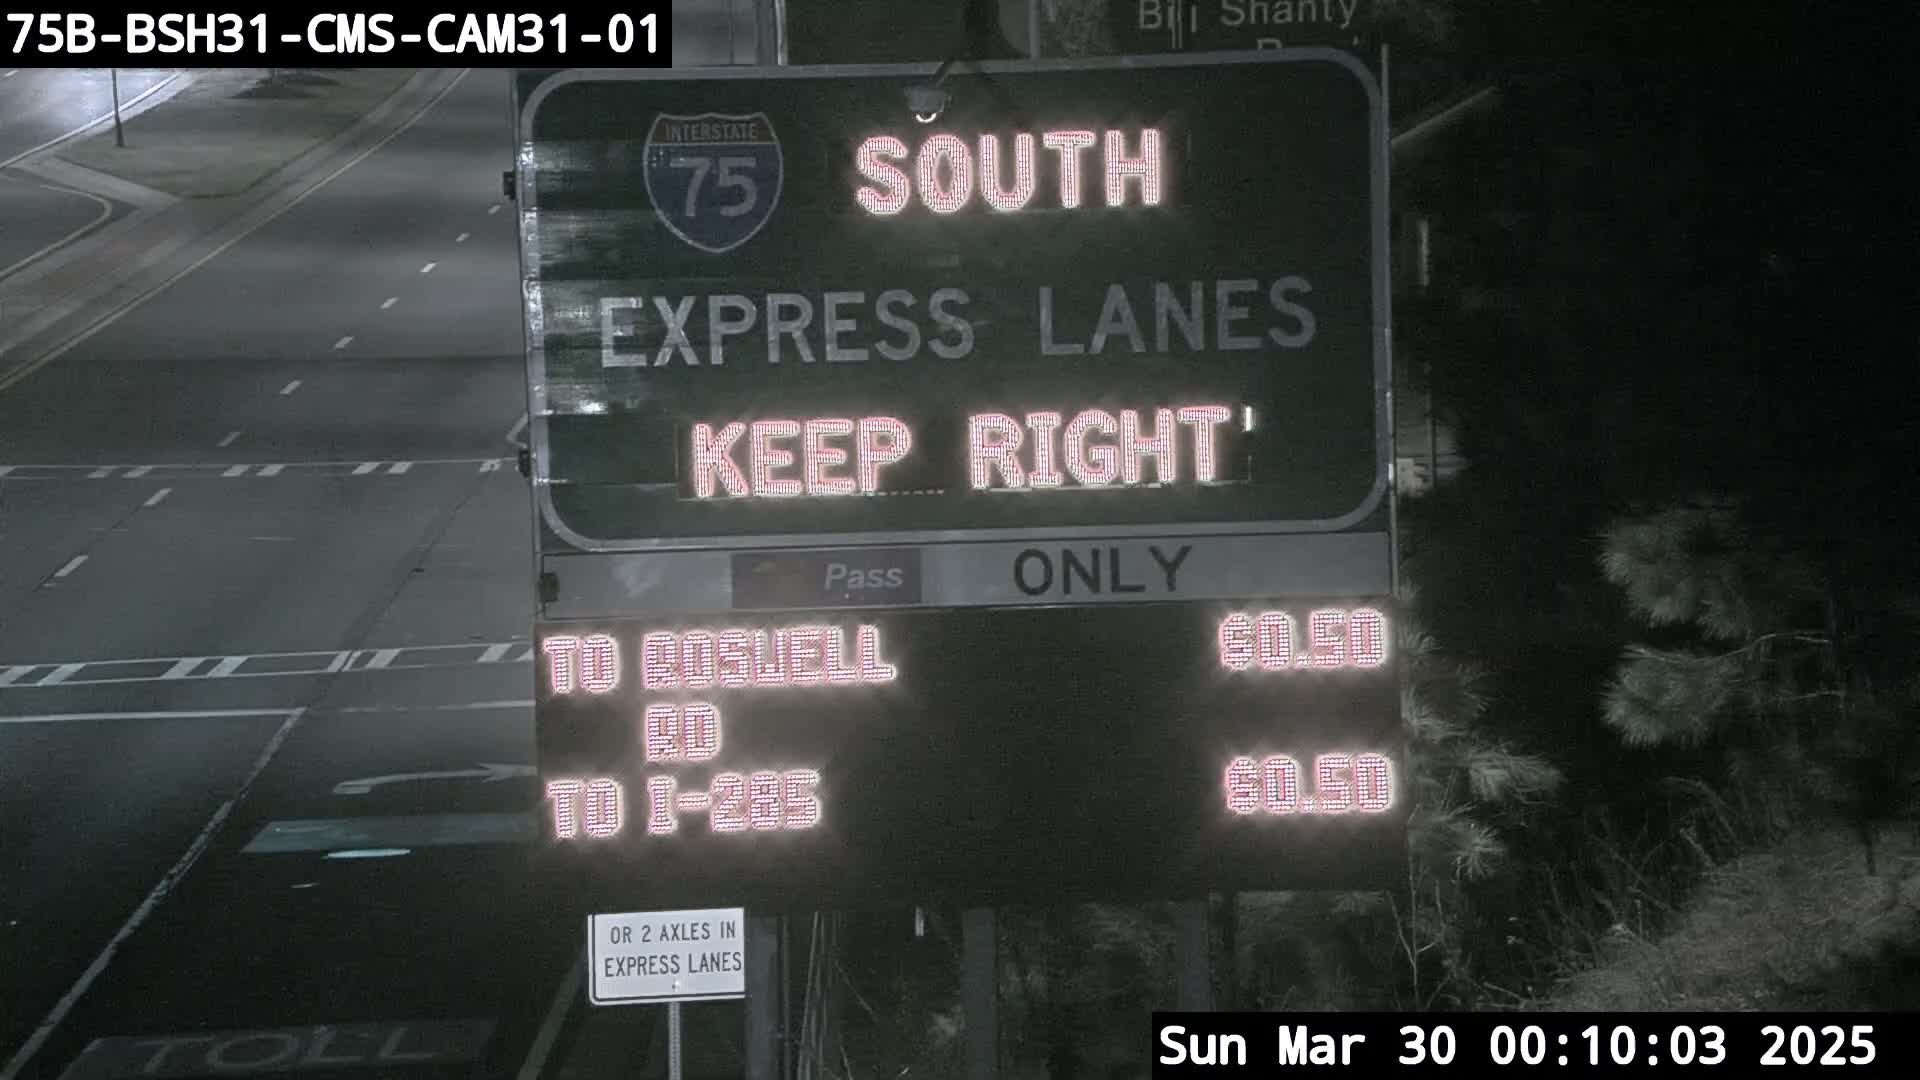 75B-BSH31-CMS-CAM31-01
Shanty
INTERSTATE
75
SOUTH
EXPRESS LANES
KEEP RIGHT
Pass ONLY
TO ROSWELL $0.50
RD
TO I-285 $0.50
OR 2 AXLES IN
EXPRESS LANES
TOLL
Sun Mar 30 00:10:03 2025